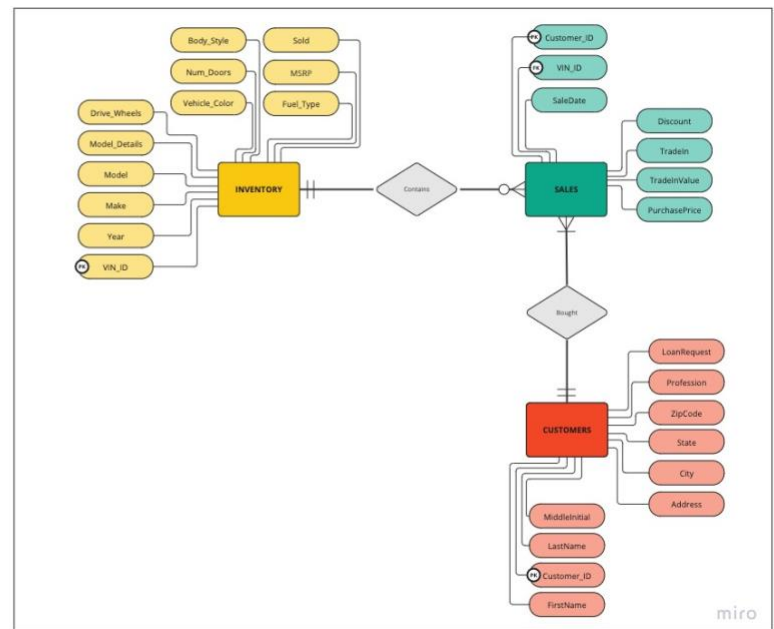 Body_Style
Sold
Num_Doors
MSRP
Vehicle_Color
Fuel_Type
Drive_Wheels
Model_Details
Model
Make
Year
PK
VIN_ID
INVENTORY
Contains
PK
Customer_ID
PK
VIN_ID
SaleDate
SALES
Discount
TradeIn
TradeInValue
PurchasePrice
Bought
CUSTOMERS
LoanRequest
Profession
ZipCode
State
City
Address
MiddleInitial
LastName
PK
Customer_ID
FirstName
miro